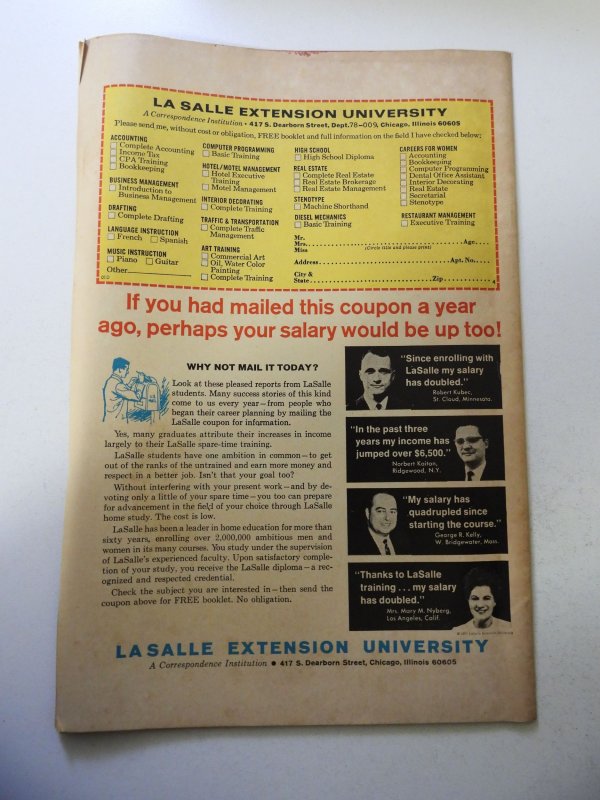 LA SALLE EXTENSION UNIVERSITY
A Correspondence Institution • 417 S. Dearborn Street, Dept. 78-009, Chicago, Illinois 60605
Please send me, without cost or obligation, FREE booklet and full information on the field I have checked below:
ACCOUNTING
Complete Accounting
Income Tax
CPA Training
Bookkeeping
BUSINESS MANAGEMENT
Introduction to
Business Management
DRAFTING
Complete Drafting
LANGUAGE INSTRUCTION
French Spanish
MUSIC INSTRUCTION
Piano Guitar
Other
COMPUTER PROGRAMMING
Basic Training
HOTEL/MOTEL MANAGEMENT
Hotel Executive
Training
Motel Management
INTERIOR DECORATING
Complete Training
TRAFFIC & TRANSPORTATION
Complete Traffic
Management
ART TRAINING
Commercial Art
Oil, Water Color
Painting
Complete Training
HIGH SCHOOL
High School Diploma
REAL ESTATE
Complete Real Estate
Real Estate Brokerage
Real Estate Management
STENOTYPE
Machine Shorthand
DIESEL MECHANICS
Basic Training
CAREERS FOR WOMEN
Accounting
Bookkeeping
Computer Programming
Dental Office Assistant
Interior Decorating
Real Estate
Secretarial
Stenotype
RESTAURANT MANAGEMENT
Executive Training
Mr.
Mrs. Age
Miss (Circle title and please print)
Address Apt. No.
City &
State Zip
4
If you had mailed this coupon a year
ago, perhaps your salary would be up too!
WHY NOT MAIL IT TODAY?
Look at these pleased reports from LaSalle
students. Many success stories of this kind
come to us every year—from people who
began their career planning by mailing the
LaSalle coupon for information.
Yes, many graduates attribute their increases in income
largely to their LaSalle spare-time training.
LaSalle students have one ambition in common—to get
out of the ranks of the untrained and earn more money and
respect in a better job. Isn't that your goal too?
Without interfering with your present work—and by de-
voting only a little of your spare time—you too can prepare
for advancement in the field of your choice through LaSalle
home study. The cost is low.
LaSalle has been a leader in home education for more than
sixty years, enrolling over 2,000,000 ambitious men and
women in its many courses. You study under the supervision
of LaSalle's experienced faculty. Upon satisfactory comple-
tion of your study, you receive the LaSalle diploma—a rec-
ognized and respected credential.
Check the subject you are interested in—then send the
coupon above for FREE booklet. No obligation.
"Since enrolling with
LaSalle my salary
has doubled."
Robert Kubec,
St. Cloud, Minnesota.
"In the past three
years my income has
jumped over $6,500."
Norbert Kaitan,
Ridgewood, N.Y.
"My salary has
quadrupled since
starting the course."
George R. Kelly,
W. Bridgewater, Mass.
"Thanks to LaSalle
training . . . my salary
has doubled."
Mrs. Mary M. Nyberg,
Los Angeles, Calif.
LA SALLE EXTENSION UNIVERSITY
A Correspondence Institution • 417 S. Dearborn Street, Chicago, Illinois 60605